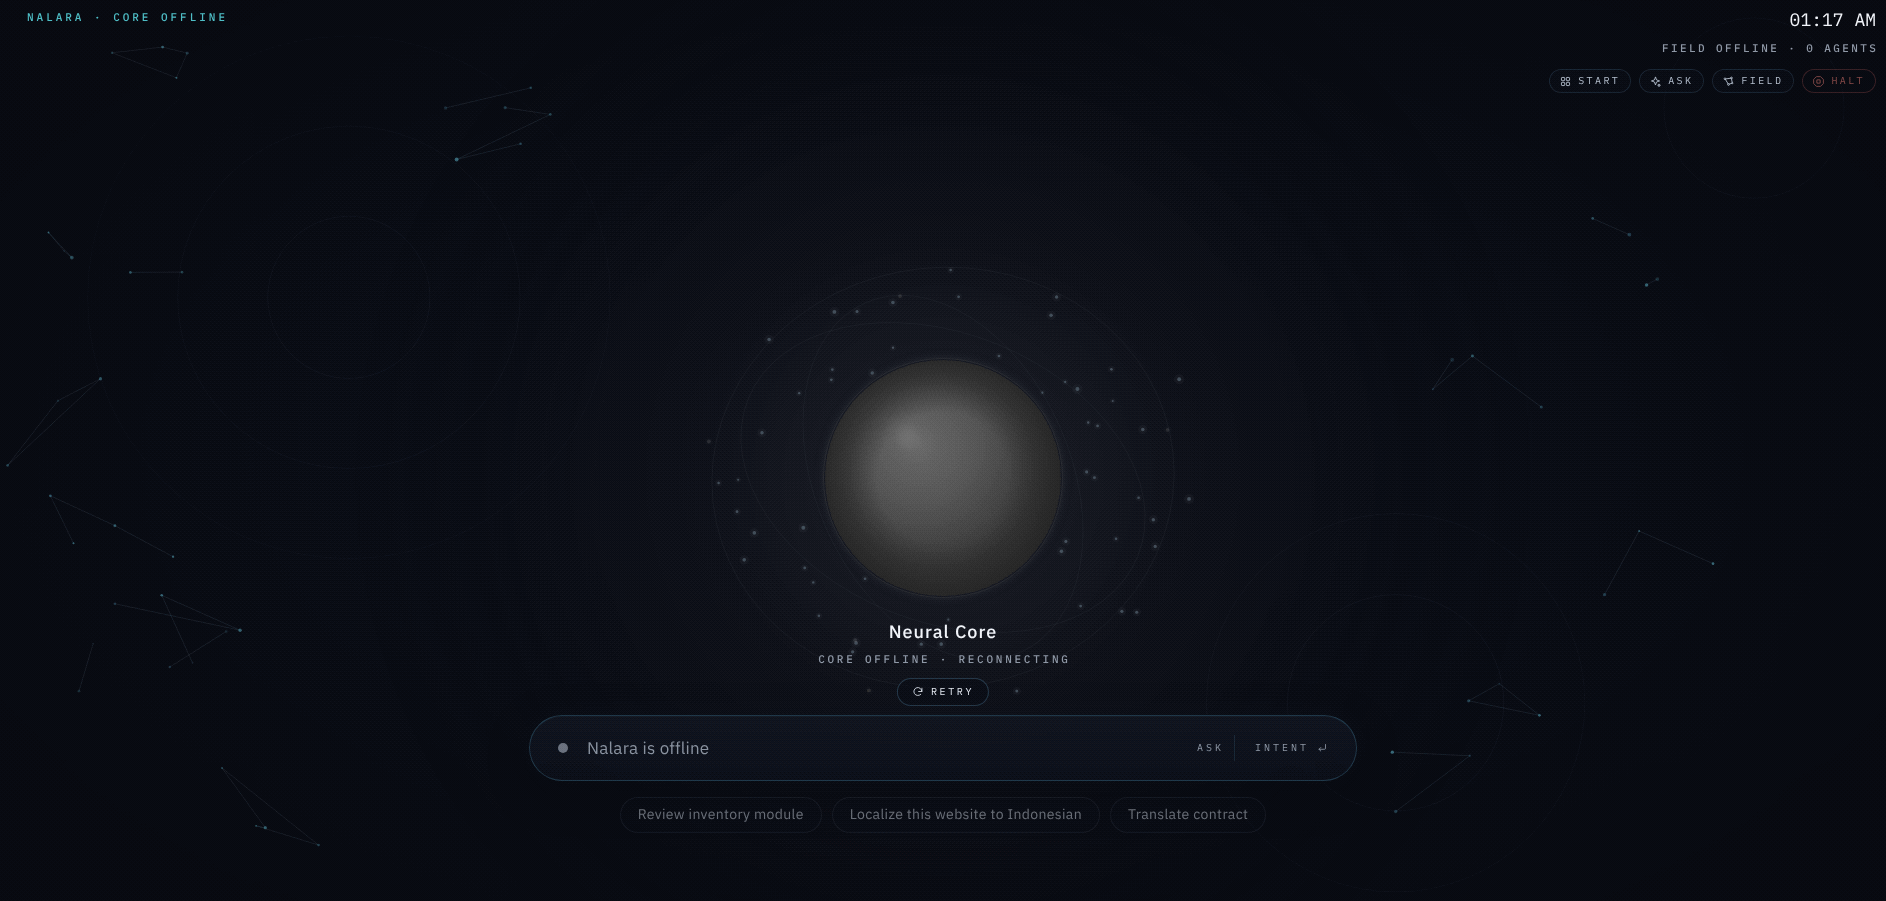 NALARA · CORE OFFLINE
01:17 AM
FIELD OFFLINE · 0 AGENTS
START ASK FIELD HALT
Neural Core
CORE OFFLINE · RECONNECTING
RETRY
Nalara is offline ASK INTENT
Review inventory module Localize this website to Indonesian Translate contract